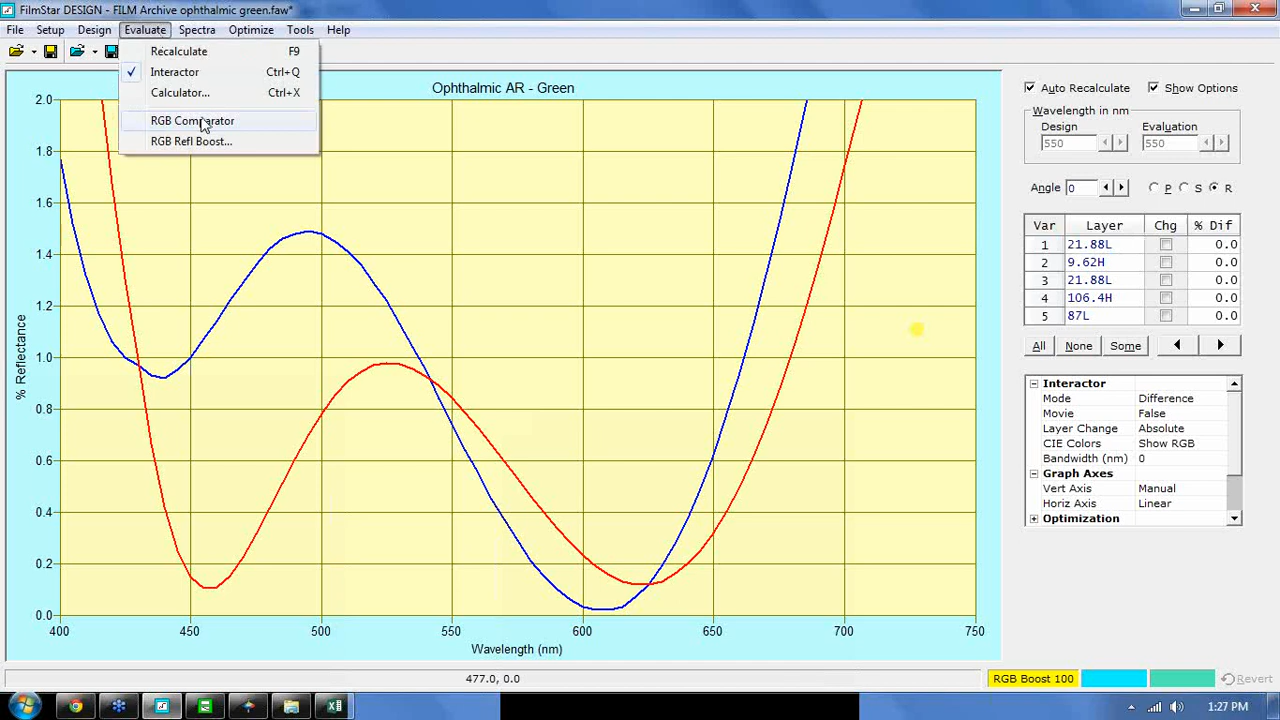 FilmStar DESIGN - FILM Archive ophthalmic green.faw*
File Setup Design Evaluate Spectra Optimize Tools Help
Recalculate F9
Interactor Ctrl+Q
Calculator... Ctrl+X
RGB Comparator
RGB Refl Boost...
Ophthalmic AR - Green
2.0
1.8
1.6
1.4
1.2
1.0
0.8
0.6
0.4
0.2
0.0
% Reflectance
400 450 500 550 600 650 700 750
Wavelength (nm)
Auto Recalculate Show Options
Wavelength in nm
Design Evaluation
550 550
Angle 0 P S R
Var Layer Chg % Dif
1 21.88L 0.0
2 9.62H 0.0
3 21.88L 0.0
4 106.4H 0.0
5 87L 0.0
All None Some
Interactor
Mode Difference
Movie False
Layer Change Absolute
CIE Colors Show RGB
Bandwidth (nm) 0
Graph Axes
Vert Axis Manual
Horiz Axis Linear
Optimization
477.0, 0.0
RGB Boost 100
Revert
1:27 PM